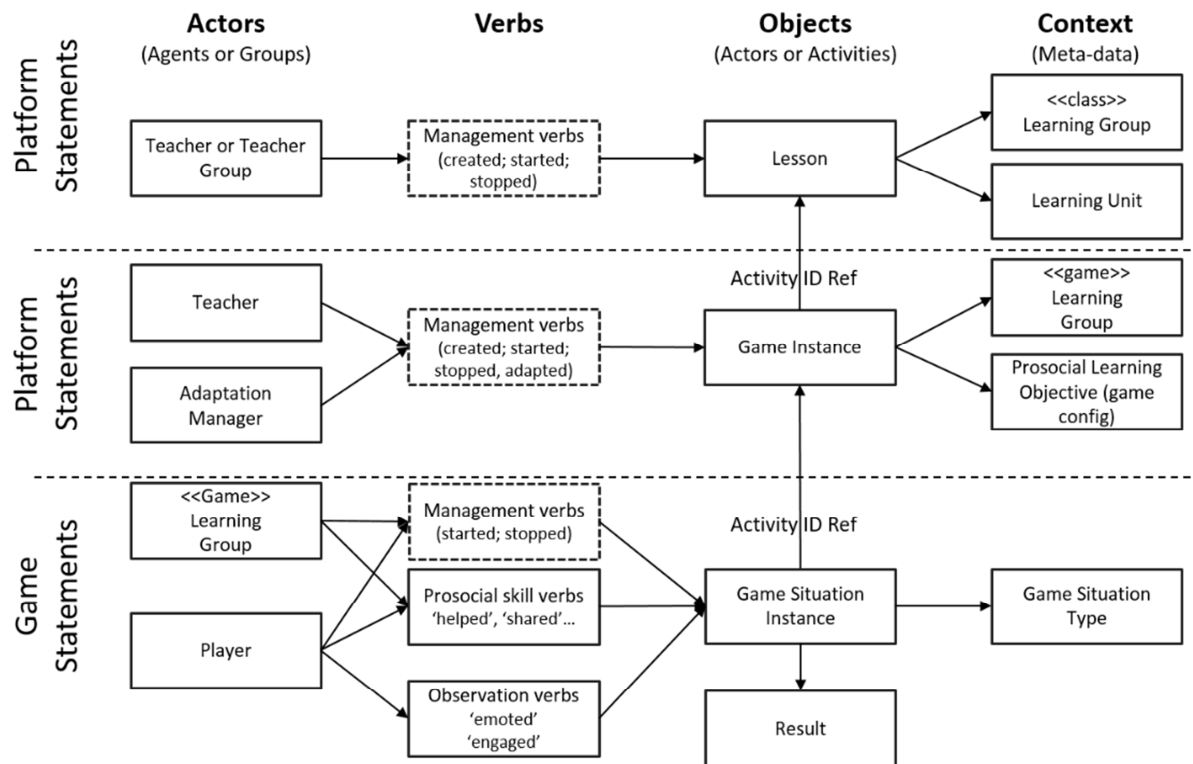 Actors
(Agents or Groups)
Verbs
Objects
(Actors or Activities)
Context
(Meta-data)
Platform
Statements
Teacher or Teacher
Group
Management verbs
(created; started;
stopped)
Lesson
<<class>>
Learning Group
Learning Unit
Platform
Statements
Teacher
Adaptation
Manager
Management verbs
(created; started;
stopped, adapted)
Activity ID Ref
Game Instance
<<game>>
Learning
Group
Prosocial Learning
Objective (game
config)
Game
Statements
<<Game>>
Learning
Group
Player
Management verbs
(started; stopped)
Prosocial skill verbs
‘helped’, ‘shared’...
Observation verbs
‘emoted’
‘engaged’
Activity ID Ref
Game Situation
Instance
Result
Game Situation
Type